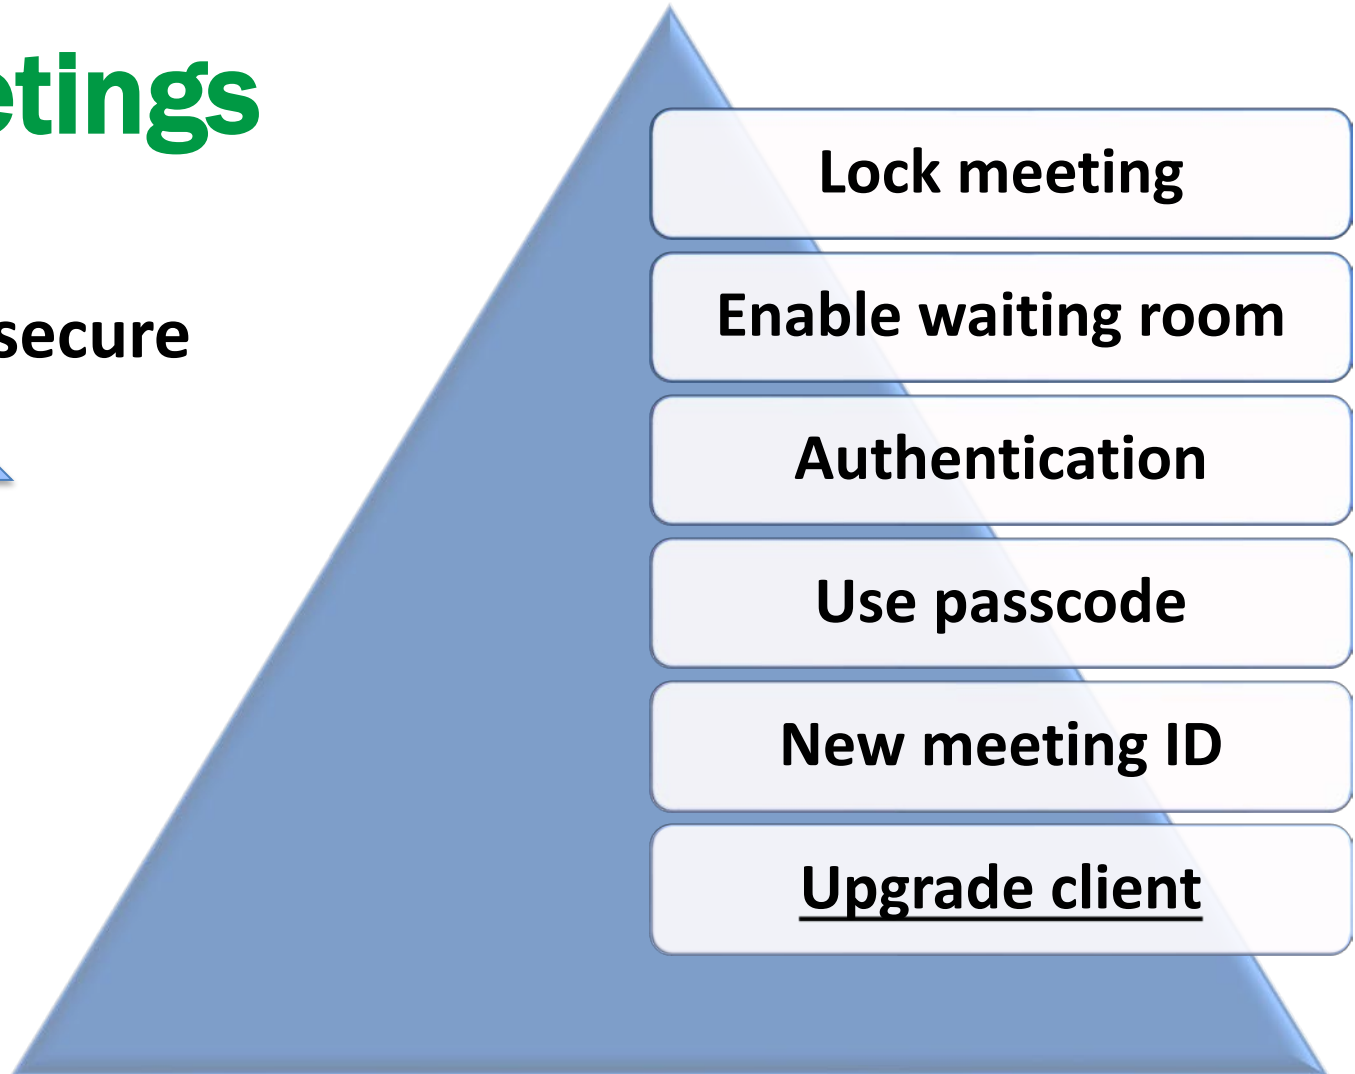 etings
secure
Lock meeting
Enable waiting room
Authentication
Use passcode
New meeting ID
Upgrade client